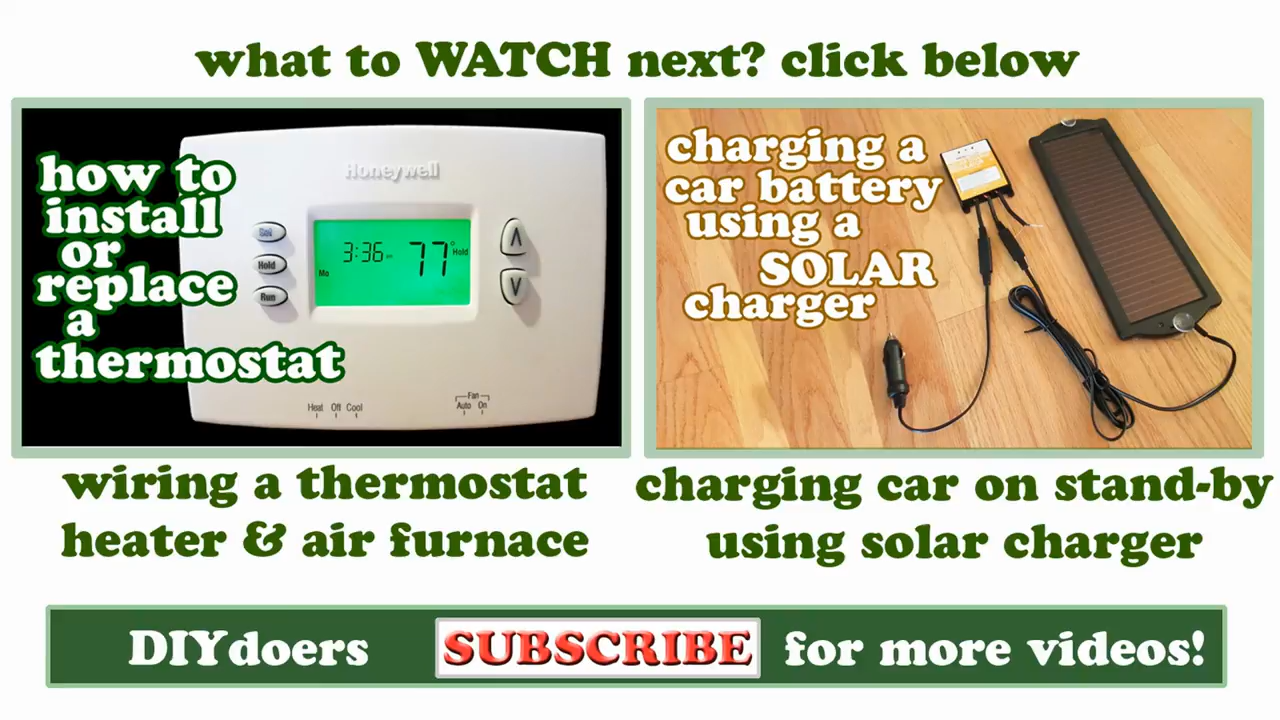 what to WATCH next? click below
how to
install
or
replace
a
thermostat
Honeywell
Set
Hold
Run
3:36 PM
77°
Hold
Mo
Heat Off Cool
Fan
Auto On
charging a
car battery
using a
SOLAR
charger
wiring a thermostat
heater & air furnace
charging car on stand-by
using solar charger
DIYdoers SUBSCRIBE for more videos!